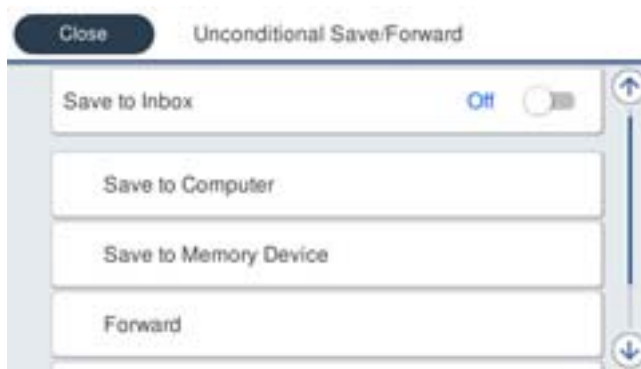 Close Unconditional Save/Forward
Save to Inbox Off
Save to Computer
Save to Memory Device
Forward